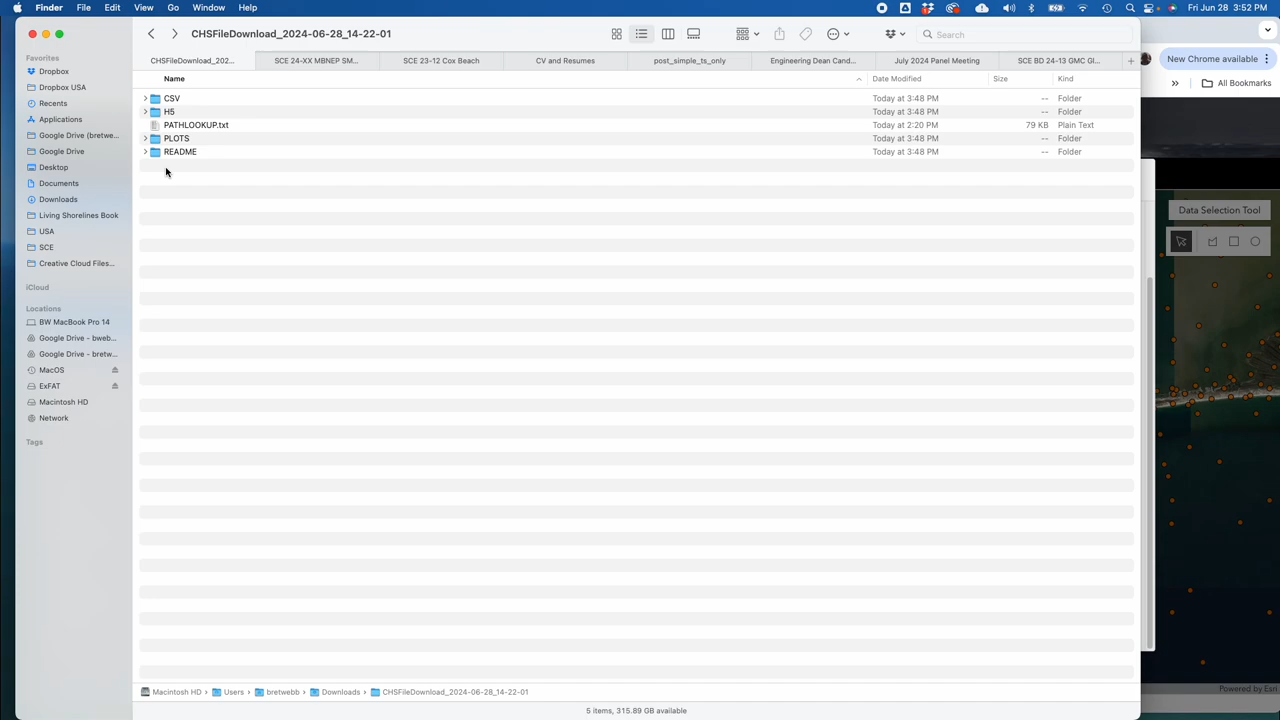 Finder File Edit View Go Window Help Fri Jun 28 3:52 PM
CHSFileDownload_2024-06-28_14-22-01
Search
New Chrome available
All Bookmarks
CHSFileDownload_202... SCE 24-XX MBNEP SM... SCE 23-12 Cox Beach CV and Resumes post_simple_ts_only Engineering Dean Cand... July 2024 Panel Meeting SCE BD 24-13 GMC Gl...
Name Date Modified Size Kind
CSV Today at 3:48 PM -- Folder
H5 Today at 3:48 PM -- Folder
PATHLOOKUP.txt Today at 2:20 PM 79 KB Plain Text
PLOTS Today at 3:48 PM -- Folder
README Today at 3:48 PM -- Folder
Favorites
Dropbox
Dropbox USA
Recents
Applications
Google Drive (bretwe...
Google Drive
Desktop
Documents
Downloads
Living Shorelines Book
USA
SCE
Creative Cloud Files...
iCloud
Locations
BW MacBook Pro 14
Google Drive - bweb...
Google Drive - bretw...
MacOS
ExFAT
Macintosh HD
Network
Tags
Data Selection Tool
Powered by Esri
Macintosh HD › Users › bretwebb › Downloads › CHSFileDownload_2024-06-28_14-22-01
5 items, 315.89 GB available